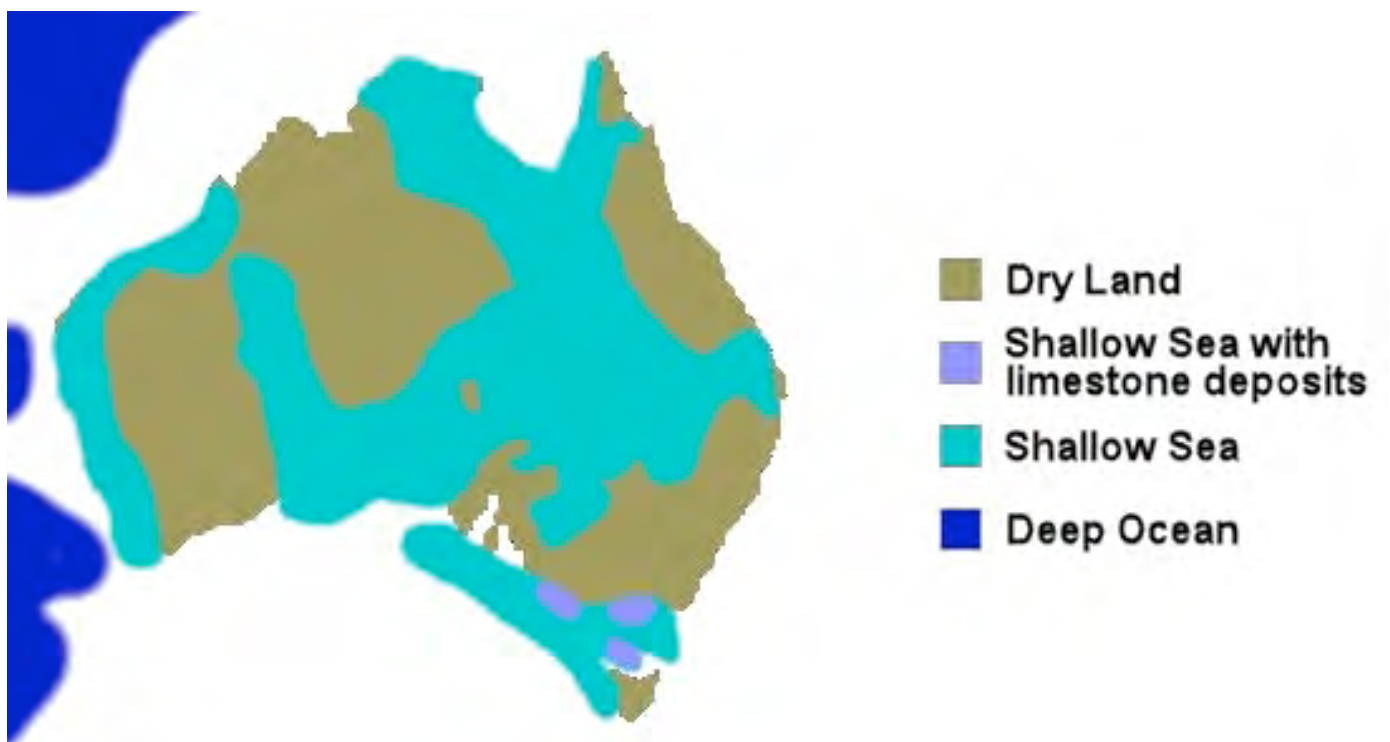 Dry Land
Shallow Sea with
limestone deposits
Shallow Sea
Deep Ocean